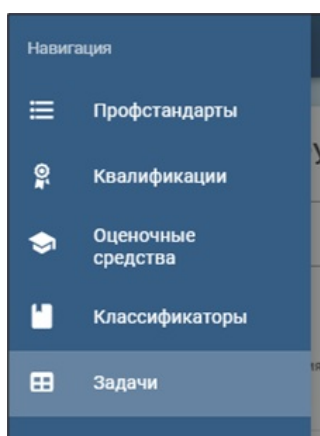 Навигация
Профстандарты
Квалификации
Оценочные
средства
Классификаторы
Задачи